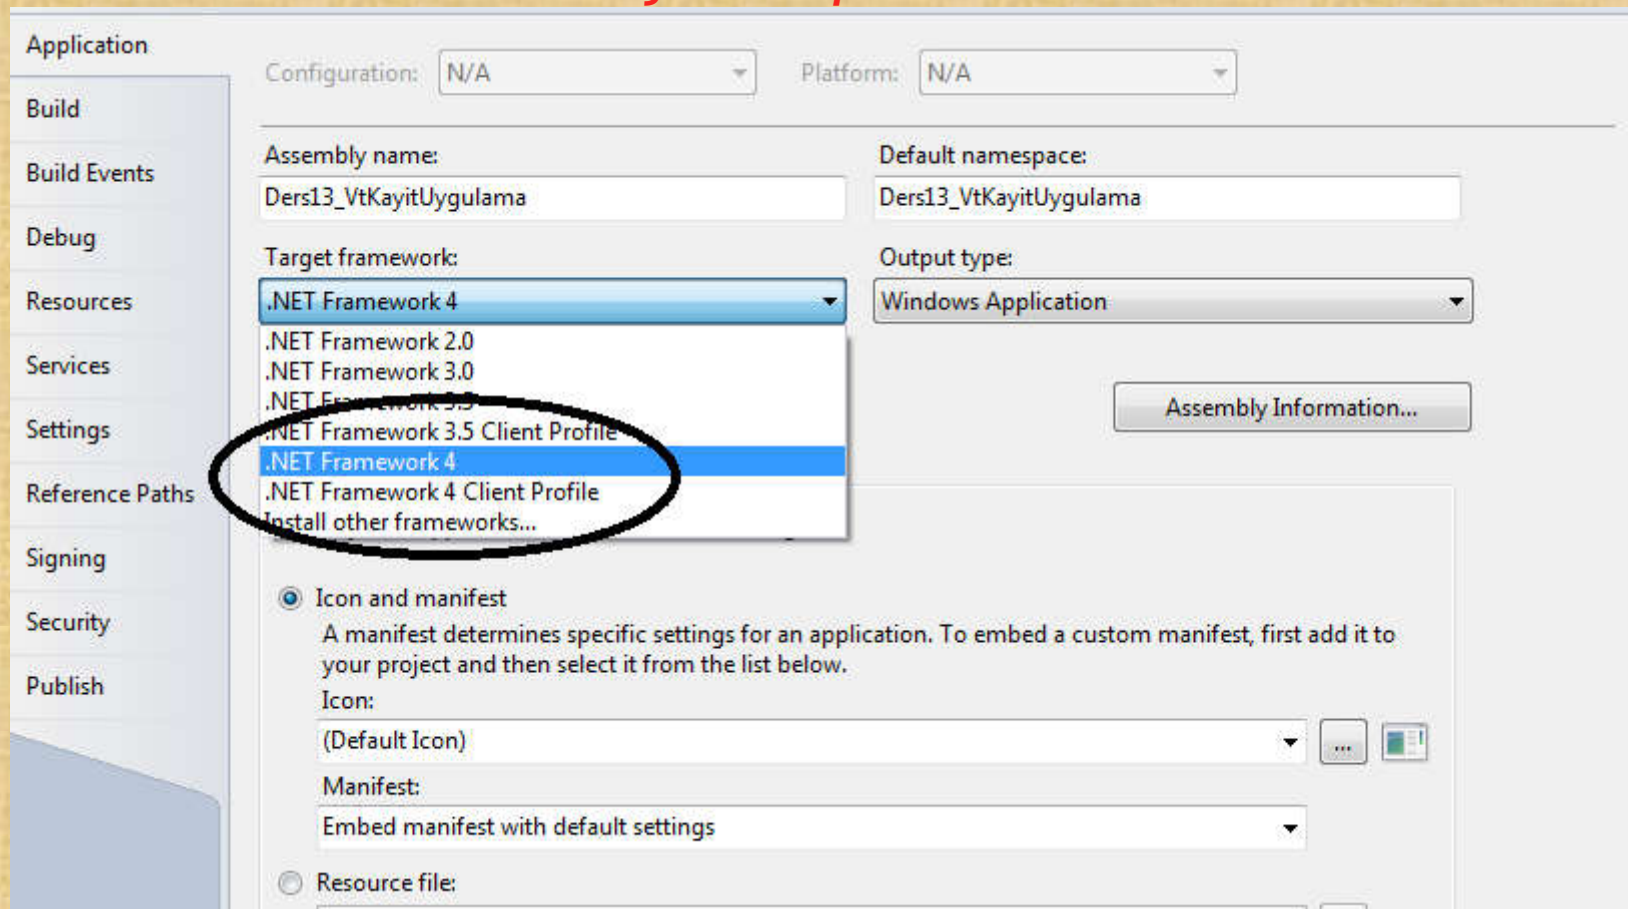 Application
Configuration: N/A Platform: N/A
Build
Assembly name: Default namespace:
Build Events
Ders13_VtKayitUygulama Ders13_VtKayitUygulama
Debug
Target framework: Output type:
Resources
.NET Framework 4 Windows Application
.NET Framework 2.0
Services
.NET Framework 3.0
.NET Framework 3.5
Assembly Information...
Settings
.NET Framework 3.5 Client Profile
.NET Framework 4
Reference Paths
.NET Framework 4 Client Profile
Install other frameworks...
Signing
Icon and manifest
Security
A manifest determines specific settings for an application. To embed a custom manifest, first add it to
your project and then select it from the list below.
Publish
Icon:
(Default Icon) ...
Manifest:
Embed manifest with default settings
Resource file: